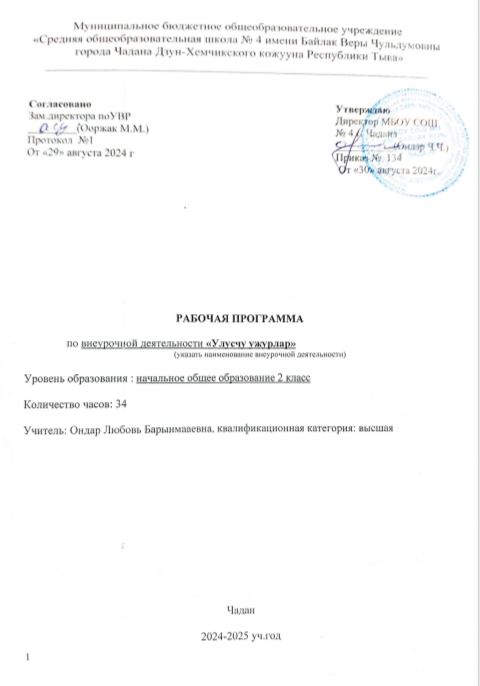 Муниципальное бюджетное общеобразовательное учреждение
«Средняя общеобразовательная школа № 4 имени Байлак Веры Чульдумовны
города Чадана Дзун-Хемчикского кожууна Республики Тыва»
Согласовано
Зам.директора поУВР
(Ооржак М.М.)
Протокол №1
От «29» августа 2024 г
Утверждаю
Директор МБОУ СОШ
№ 4 г. Чадана
(Ондар Ч.Ч.)
Приказ № 134
От «30» августа 2024г.
РАБОЧАЯ ПРОГРАММА
по внеурочной деятельности «Улусчу ужурлар»
(указать наименование внеурочной деятельности)
Уровень образования : начальное общее образование 2 класс
Количество часов: 34
Учитель: Ондар Любовь Барынмааевна, квалификационная категория: высшая
Чадан
2024-2025 уч.год
1